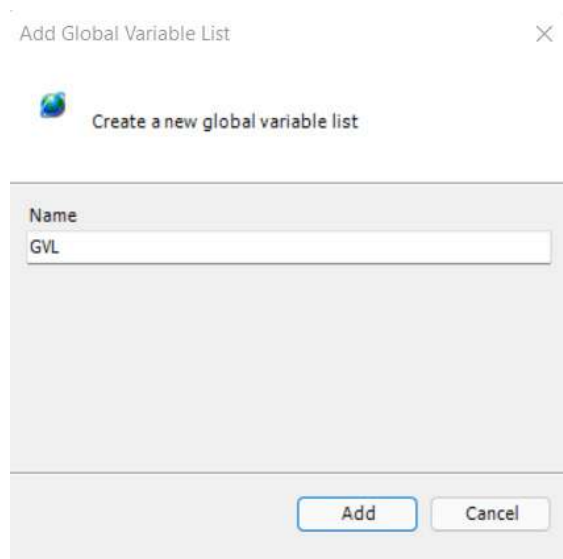 Add Global Variable List
Create a new global variable list
Name
GVL
Add Cancel